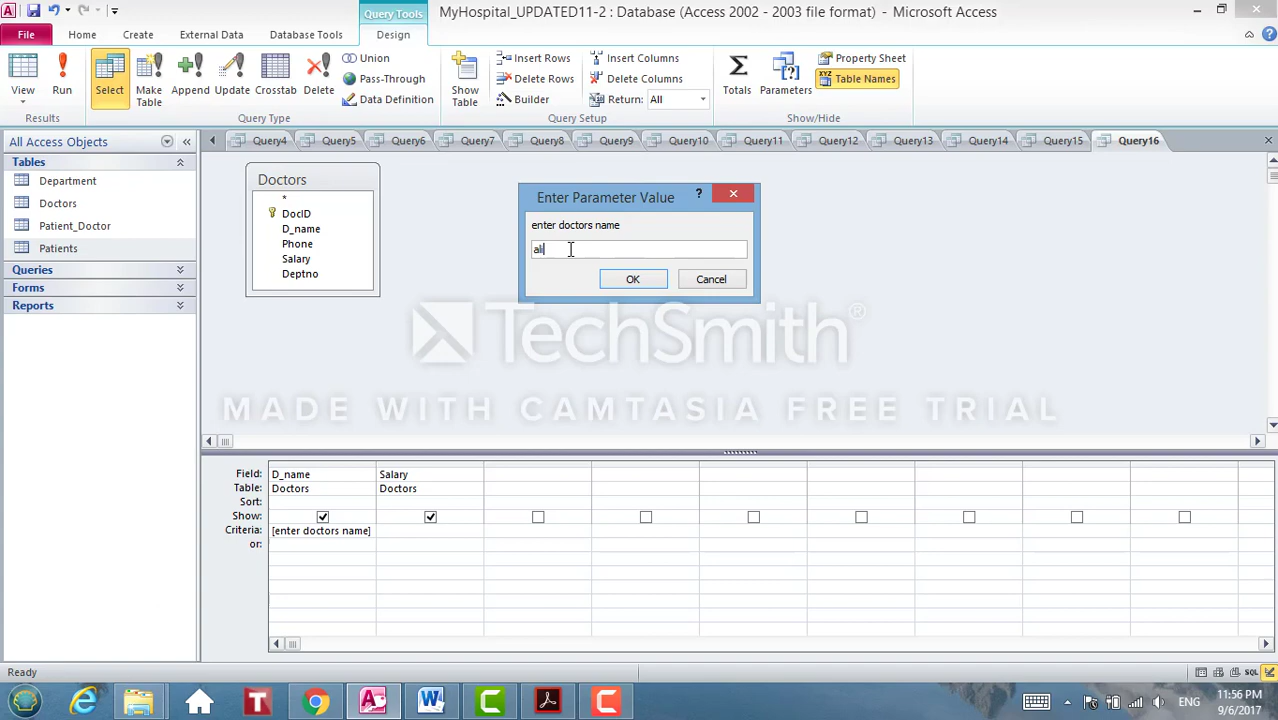 Query Tools
MyHospital_UPDATED11-2 : Database (Access 2002 - 2003 file format) - Microsoft Access
File Home Create External Data Database Tools Design
View
Run
Select
Make Table
Append
Update
Crosstab
Delete
Union
Pass-Through
Data Definition
Show Table
Insert Rows
Delete Rows
Builder
Insert Columns
Delete Columns
Return: All
Totals
Parameters
Property Sheet
Table Names
Results Query Type Query Setup Show/Hide
All Access Objects
Query4 Query5 Query6 Query7 Query8 Query9 Query10 Query11 Query12 Query13 Query14 Query15 Query16
Tables
Department
Doctors
Patient_Doctor
Patients
Queries
Forms
Reports
Doctors
*
DocID
D_name
Phone
Salary
Deptno
Enter Parameter Value
?
enter doctors name
ali
OK Cancel
TechSmith®
MADE WITH CAMTASIA FREE TRIAL
Field: D_name Salary
Table: Doctors Doctors
Sort:
Show:
Criteria: [enter doctors name]
or:
Ready
SQL
ENG
11:56 PM
9/6/2017